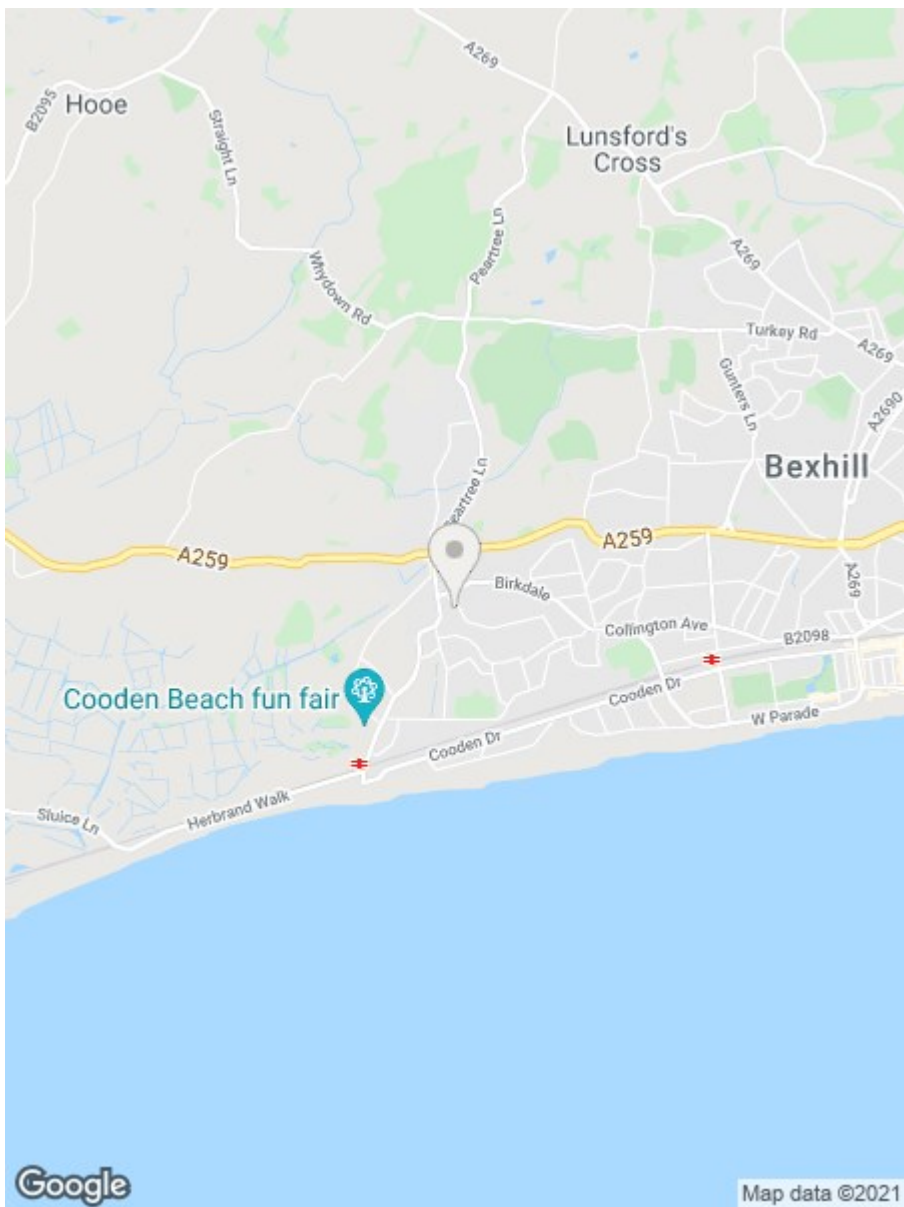 A269
B2095
Hooe
Straight Ln
Lunsford's
Cross
Peartree Ln
A269
Whydown Rd
Turkey Rd
A269
Gunters Ln
A2690
Bexhill
Peartree Ln
A259
A259
Birkdale
A269
Collington Ave
B2098
Cooden Beach fun fair
Cooden Dr
W Parade
Cooden Dr
Herbrand Walk
Sluice Ln
Google
Map data ©2021